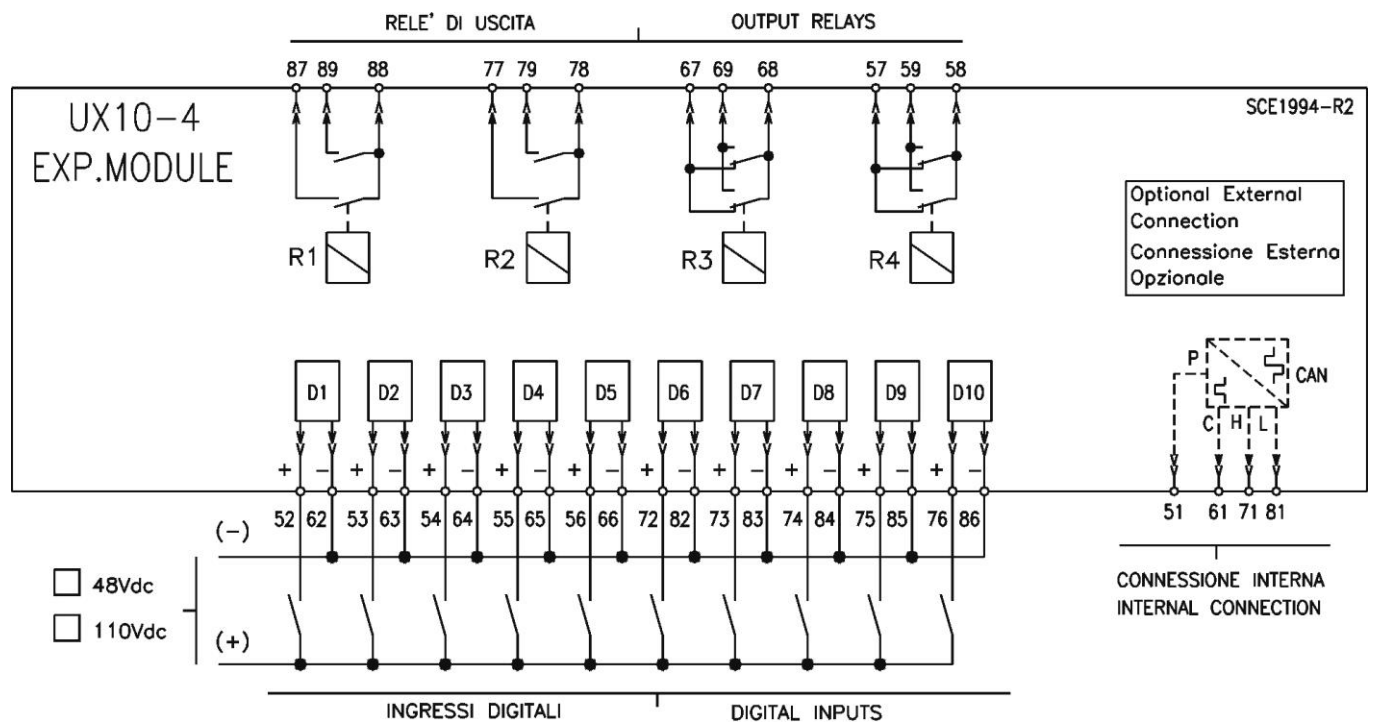 RELE' DI USCITA OUTPUT RELAYS
87 89 88 77 79 78 67 69 68 57 59 58
UX10-4
EXP.MODULE
SCE1994-R2
R1 R2 R3 R4
Optional External
Connection
Connessione Esterna
Opzionale
D1 D2 D3 D4 D5 D6 D7 D8 D9 D10
P CAN
C H L
+ - + - + - + - + - + - + - + - + - + -
52 62 53 63 54 64 55 65 56 66 72 82 73 83 74 84 75 85 76 86
51 61 71 81
(-)
48Vdc
110Vdc
(+)
CONNESSIONE INTERNA
INTERNAL CONNECTION
INGRESSI DIGITALI DIGITAL INPUTS